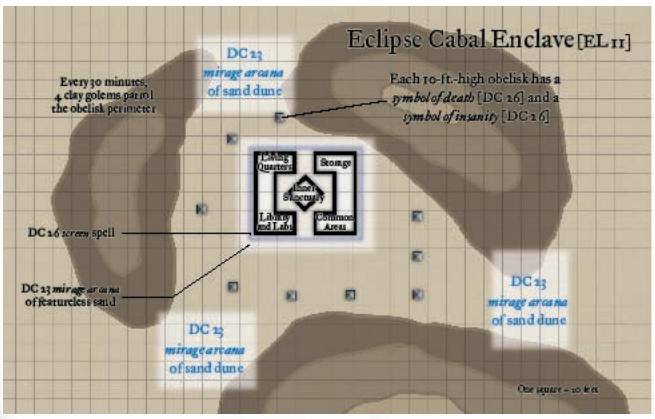 Eclipse Cabal Enclave [EL 11]
DC 23
mirage arcana
of sand dune
Every 30 minutes,
4 clay golems patrol
the obelisk perimeter
Each 10-ft.-high obelisk has a
symbol of death [DC 26] and a
symbol of insanity [DC 26]
Living
Quarters
Storage
Inner
Sanctuary
Library
and Labs
Common
Areas
DC 26 screen spell
DC 23 mirage arcana
of featureless sand
DC 23
mirage arcana
of sand dune
DC 23
mirage arcana
of sand dune
One square = feet